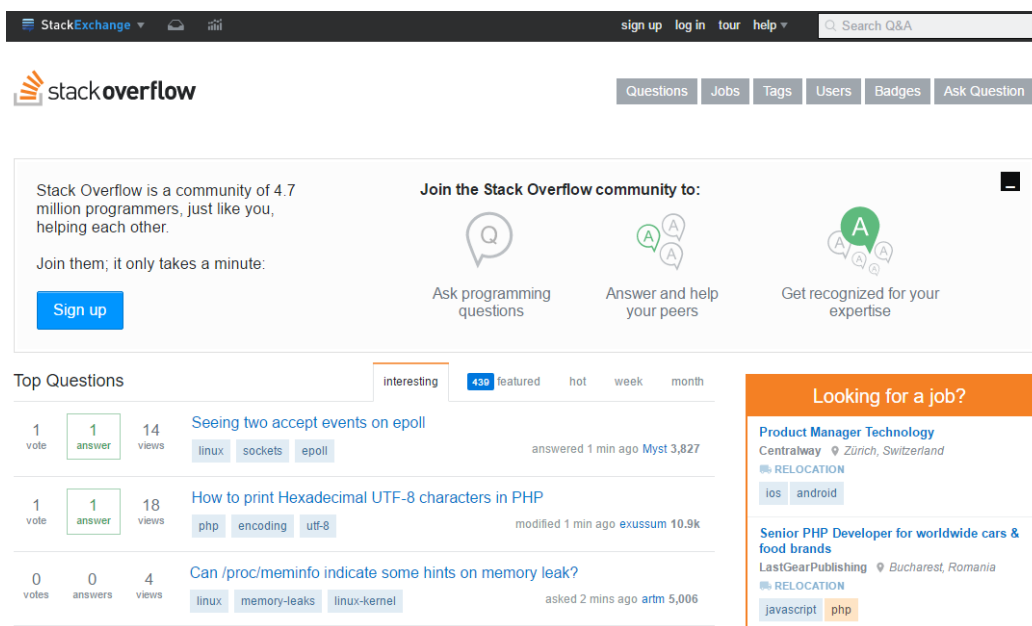 StackExchange
sign up log in tour help
Search Q&A
stackoverflow
Questions Jobs Tags Users Badges Ask Question
Stack Overflow is a community of 4.7
million programmers, just like you,
helping each other.
Join them; it only takes a minute:
Sign up
Join the Stack Overflow community to:
Q
A A A
A A A A A
Ask programming
questions
Answer and help
your peers
Get recognized for your
expertise
Top Questions
interesting 439 featured hot week month
1 vote
1 answer
14 views
Seeing two accept events on epoll
linux sockets epoll
answered 1 min ago Myst 3,827
1 vote
1 answer
18 views
How to print Hexadecimal UTF-8 characters in PHP
php encoding utf-8
modified 1 min ago exussum 10.9k
0 votes
0 answers
4 views
Can /proc/meminfo indicate some hints on memory leak?
linux memory-leaks linux-kernel
asked 2 mins ago artm 5,006
Looking for a job?
Product Manager Technology
Centralway Zürich, Switzerland
RELOCATION
ios android
Senior PHP Developer for worldwide cars &
food brands
LastGearPublishing Bucharest, Romania
RELOCATION
javascript php